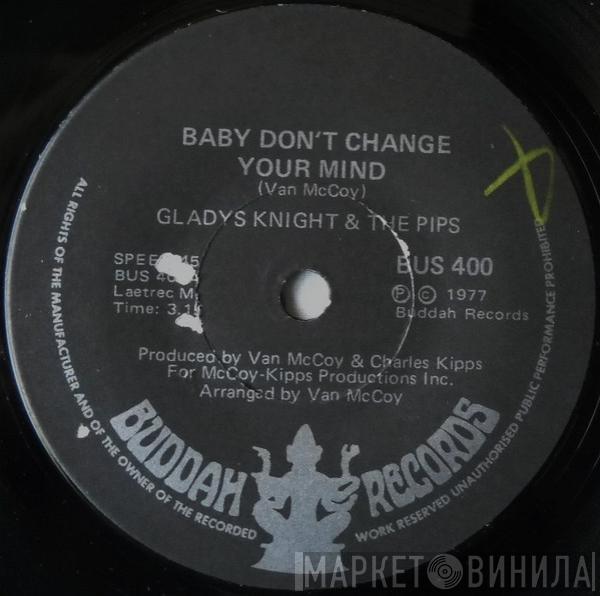 BABY DON'T CHANGE
YOUR MIND
(Van McCoy)
GLADYS KNIGHT & THE PIPS
BUS 400
Laetrec
Time:
Ⓟ © 1977
Buddah Records
Produced by Van McCoy & Charles Kipps
For McCoy-Kipps Productions Inc.
Arranged by Van McCoy
BUDDAH RECORDS
ALL RIGHTS OF THE MANUFACTURER AND OF THE OWNER OF THE RECORDED WORK RESERVED UNAUTHORISED PUBLIC PERFORMANCE PROHIBITED
МАРКЕТ ВИНИЛА